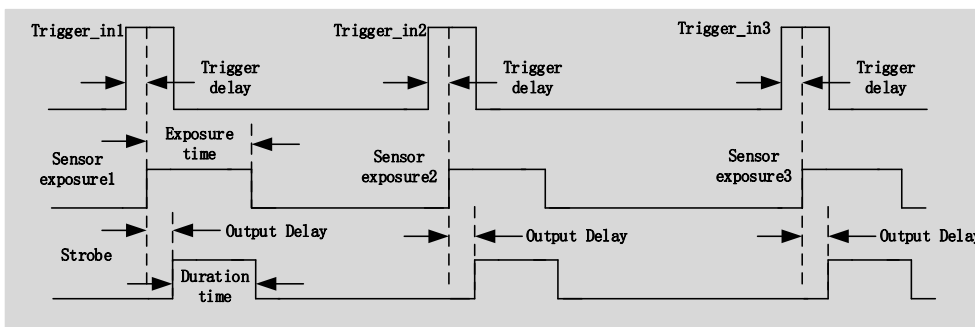 Trigger_in1
Trigger_in2
Trigger_in3
Trigger
delay
Trigger
delay
Trigger
delay
Exposure
time
Sensor
exposure1
Sensor
exposure2
Sensor
exposure3
Output Delay
Output Delay
Output Delay
Strobe
Duration
time